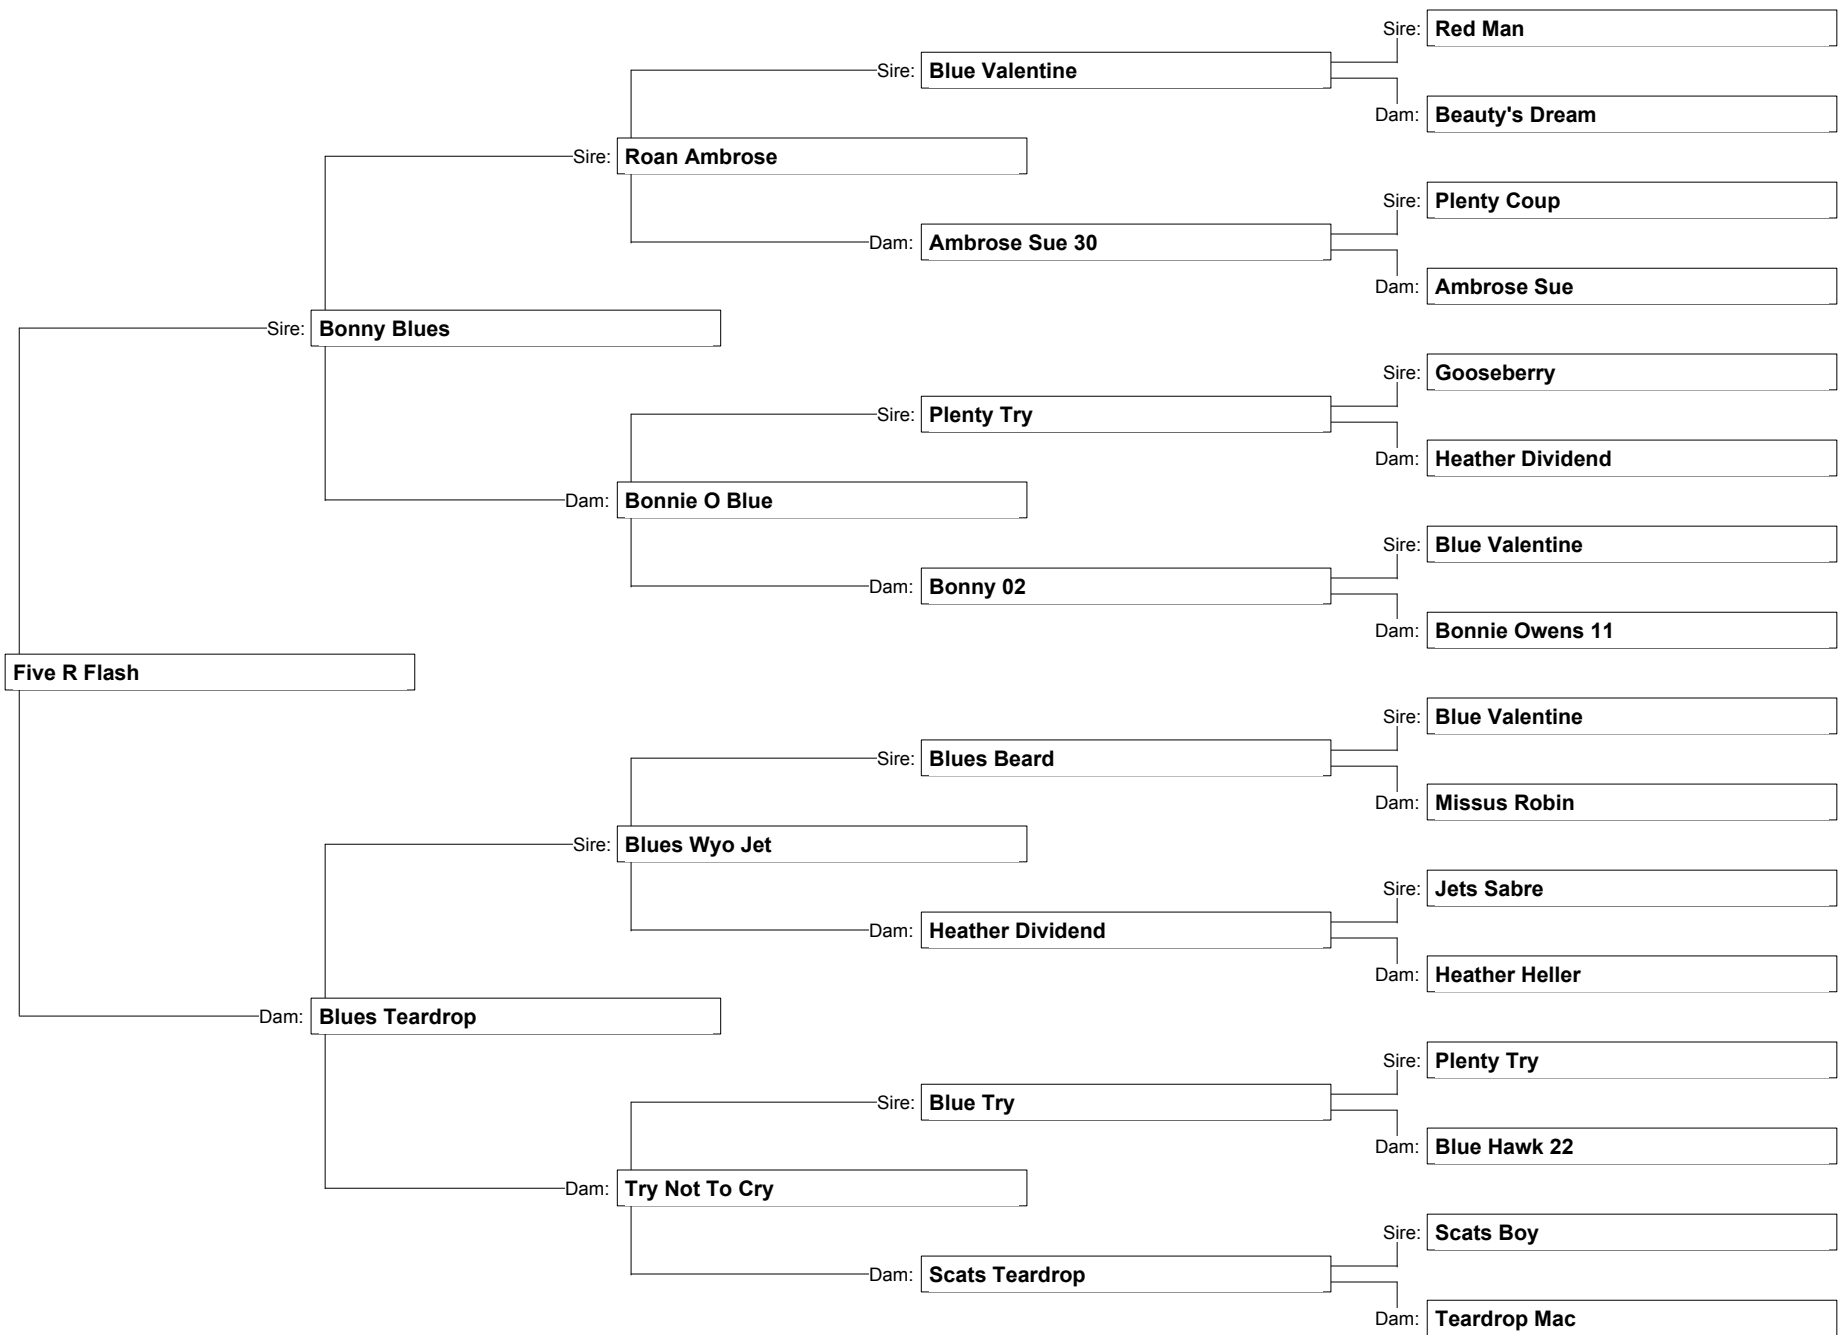 Sire: Red Man
Sire: Blue Valentine
Dam: Beauty's Dream
Sire: Roan Ambrose
Sire: Plenty Coup
Dam: Ambrose Sue 30
Dam: Ambrose Sue
Sire: Bonny Blues
Sire: Gooseberry
Sire: Plenty Try
Dam: Heather Dividend
Dam: Bonnie O Blue
Sire: Blue Valentine
Dam: Bonny 02
Dam: Bonnie Owens 11
Five R Flash
Sire: Blue Valentine
Sire: Blues Beard
Dam: Missus Robin
Sire: Blues Wyo Jet
Sire: Jets Sabre
Dam: Heather Dividend
Dam: Heather Heller
Dam: Blues Teardrop
Sire: Plenty Try
Sire: Blue Try
Dam: Blue Hawk 22
Dam: Try Not To Cry
Sire: Scats Boy
Dam: Scats Teardrop
Dam: Teardrop Mac